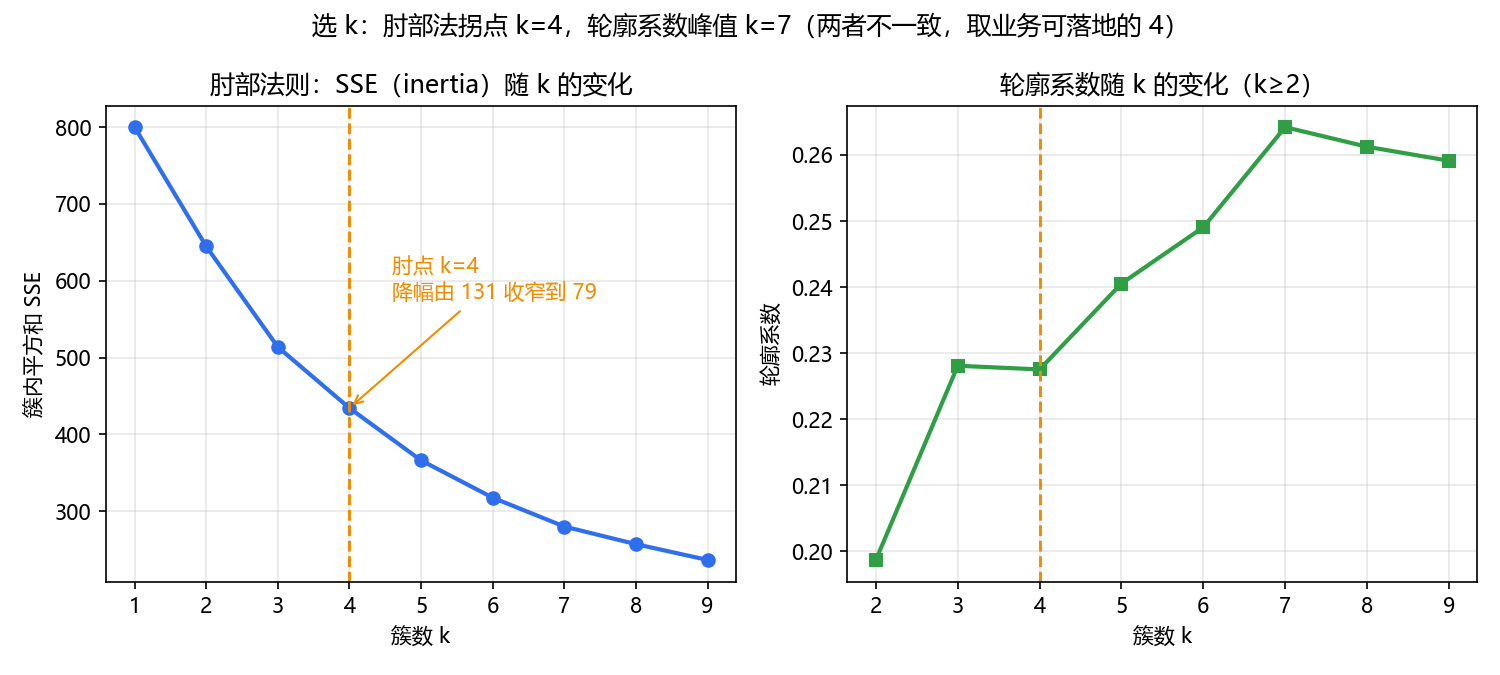 选 k：肘部法拐点 k=4，轮廓系数峰值 k=7（两者不一致，取业务可落地的 4）
肘部法则：SSE（inertia）随 k 的变化
簇内平方和 SSE
800
700
600
500
400
300
肘点 k=4
降幅由 131 收窄到 79
1 2 3 4 5 6 7 8 9
簇数 k
轮廓系数随 k 的变化（k≥2）
轮廓系数
0.26
0.25
0.24
0.23
0.22
0.21
0.20
2 3 4 5 6 7 8 9
簇数 k